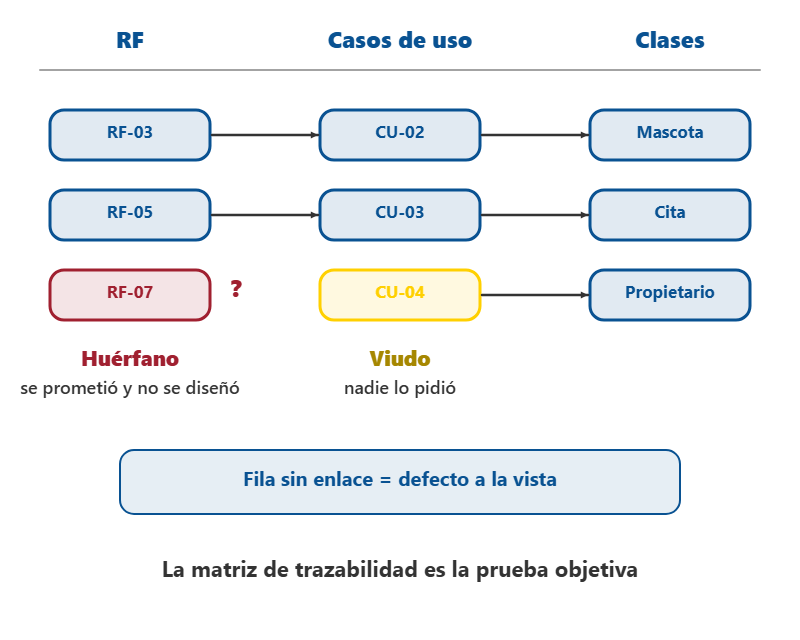 RF
Casos de uso
Clases
RF-03
CU-02
Mascota
RF-05
CU-03
Cita
RF-07
?
CU-04
Propietario
Huérfano
Viudo
se prometió y no se diseñó
nadie lo pidió
Fila sin enlace = defecto a la vista
La matriz de trazabilidad es la prueba objetiva